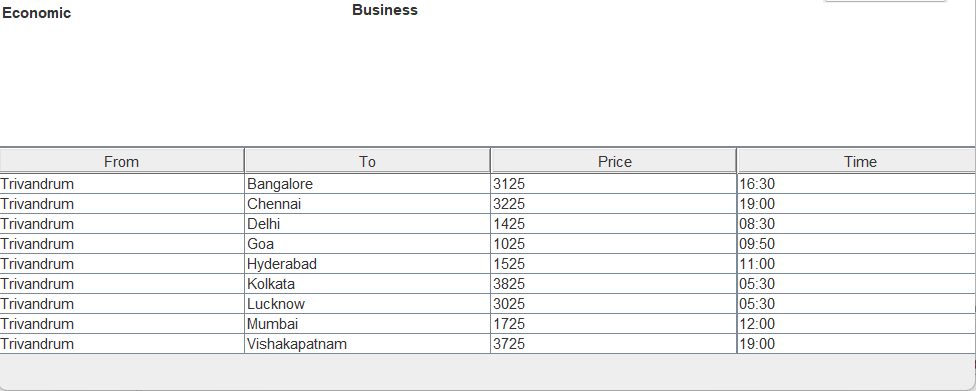 Economic Business
From To Price Time
Trivandrum Bangalore 3125 16:30
Trivandrum Chennai 3225 19:00
Trivandrum Delhi 1425 08:30
Trivandrum Goa 1025 09:50
Trivandrum Hyderabad 1525 11:00
Trivandrum Kolkata 3825 05:30
Trivandrum Lucknow 3025 05:30
Trivandrum Mumbai 1725 12:00
Trivandrum Vishakapatnam 3725 19:00